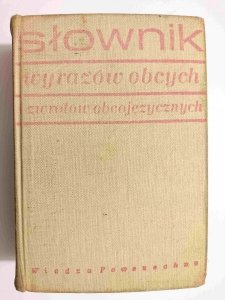 słownik
wyrazów obcych
i zwrotów obcojęzycznych
Wiedza Powszechna